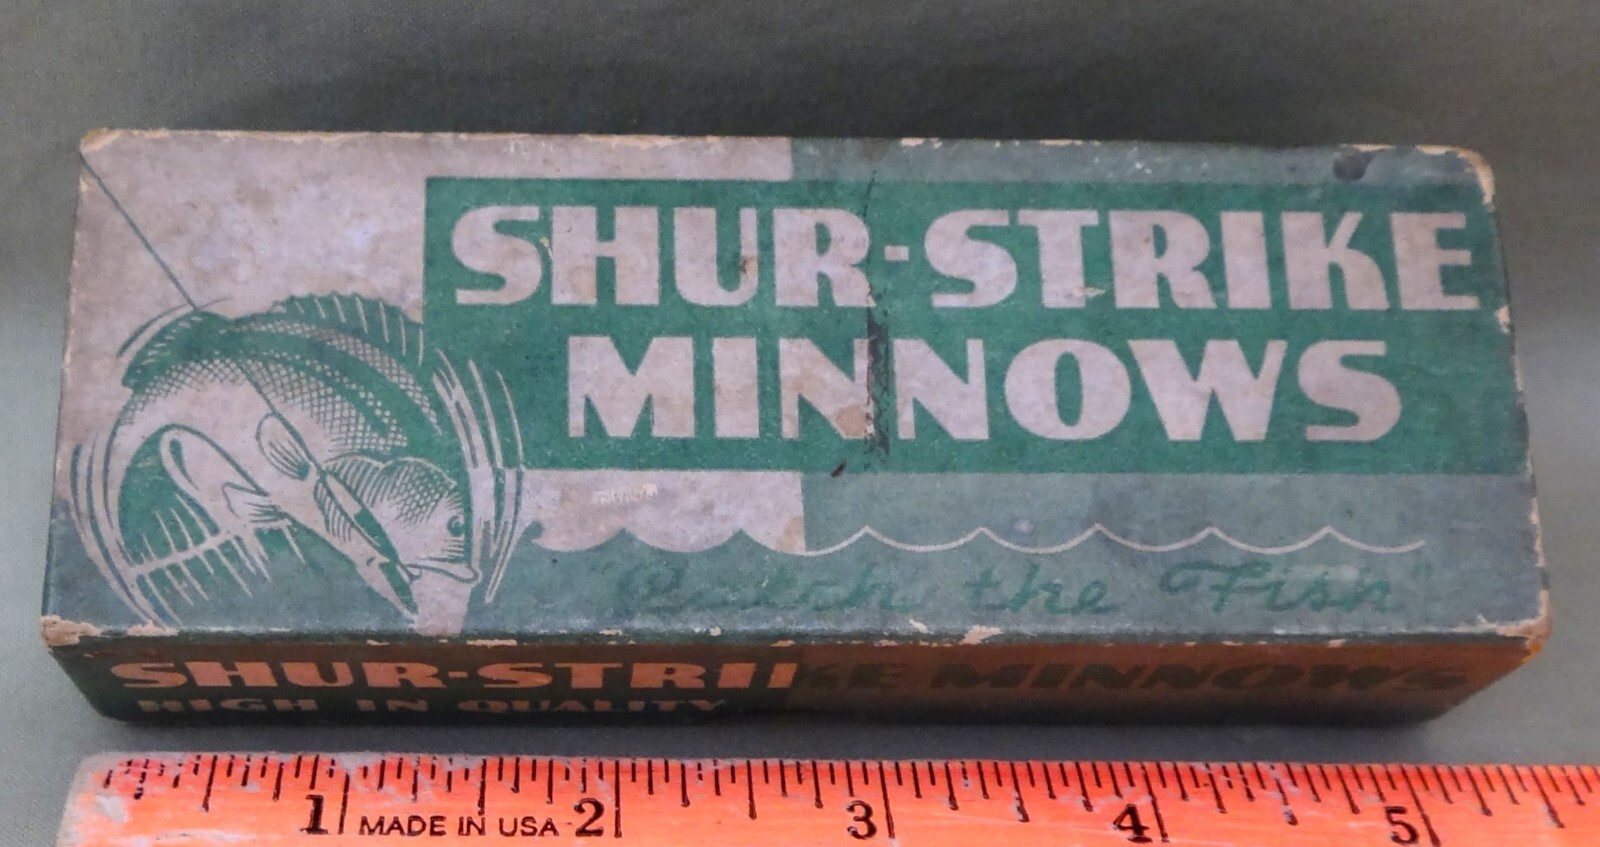 SHUR-STRIKE
MINNOWS
"Catch the Fish"
SHUR-STRIKE MINNOWS
HIGH IN QUALITY
1 MADE IN USA 2 3 4 5